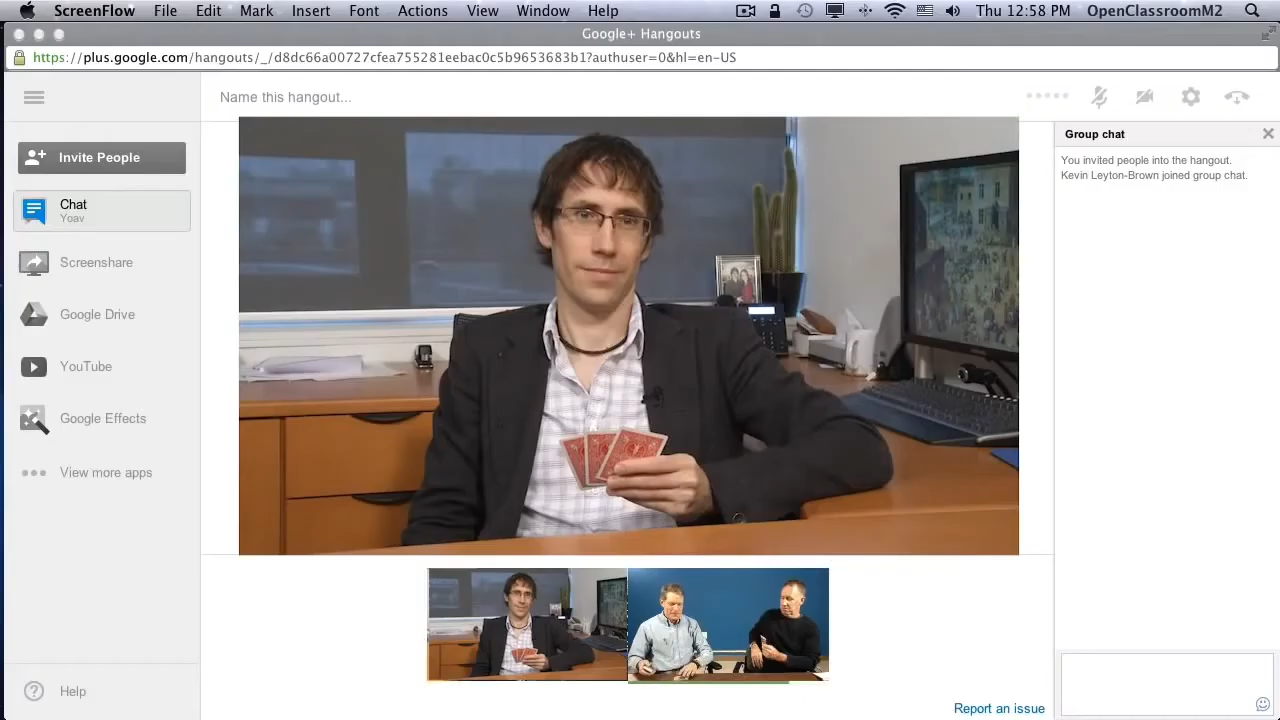 ScreenFlow File Edit Mark Insert Font Actions View Window Help Thu 12:58 PM OpenClassroomM2
Google+ Hangouts
https://plus.google.com/hangouts/_/d8dc66a00727cfea755281eebac0c5b9653683b1?authuser=0&hl=en-US
Name this hangout...
Invite People
Chat
Yoav
Screenshare
Google Drive
YouTube
Google Effects
View more apps
Help
Group chat
You invited people into the hangout.
Kevin Leyton-Brown joined group chat.
Report an issue